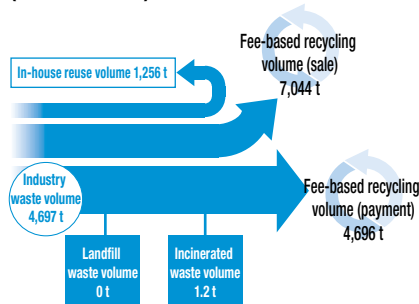 In-house reuse volume 1,256 t
Fee-based recycling
volume (sale)
7,044 t
Industry
waste volume
4,697 t
Fee-based recycling
volume (payment)
4,696 t
Landfill
waste volume
0 t
Incinerated
waste volume
1.2 t